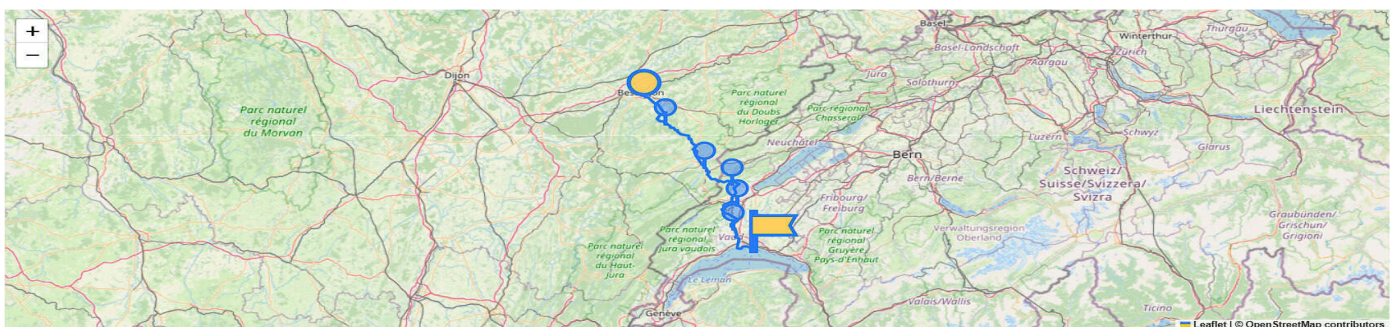 +
−
Basel
Thurgau
Winterthur
Basel-Landschaft
Zürich
Aargau
Dijon
Jura
Solothurn
Parc naturel
régional
du Doubs
Horloger
Parc naturel
régional
du Morvan
Parc régional
Chasseral
Liechtenstein
Luzern
Schwyz
Neuchâtel
Glarus
Bern
Bern/Berne
Schweiz/
Suisse/Svizzera/
Svizra
Fribourg/
Freiburg
Graubünden/
Grischun/
Grigioni
Verwaltungsregion
Oberland
Parc naturel
régional
Jura vaudois
Parc naturel
régional
Gruyère
Pays-d'Enhaut
Parc naturel
régional
du Haut-
Jura
Le Léman
Valais/Wallis
Ticino
Genève
Leaflet | © OpenStreetMap contributors